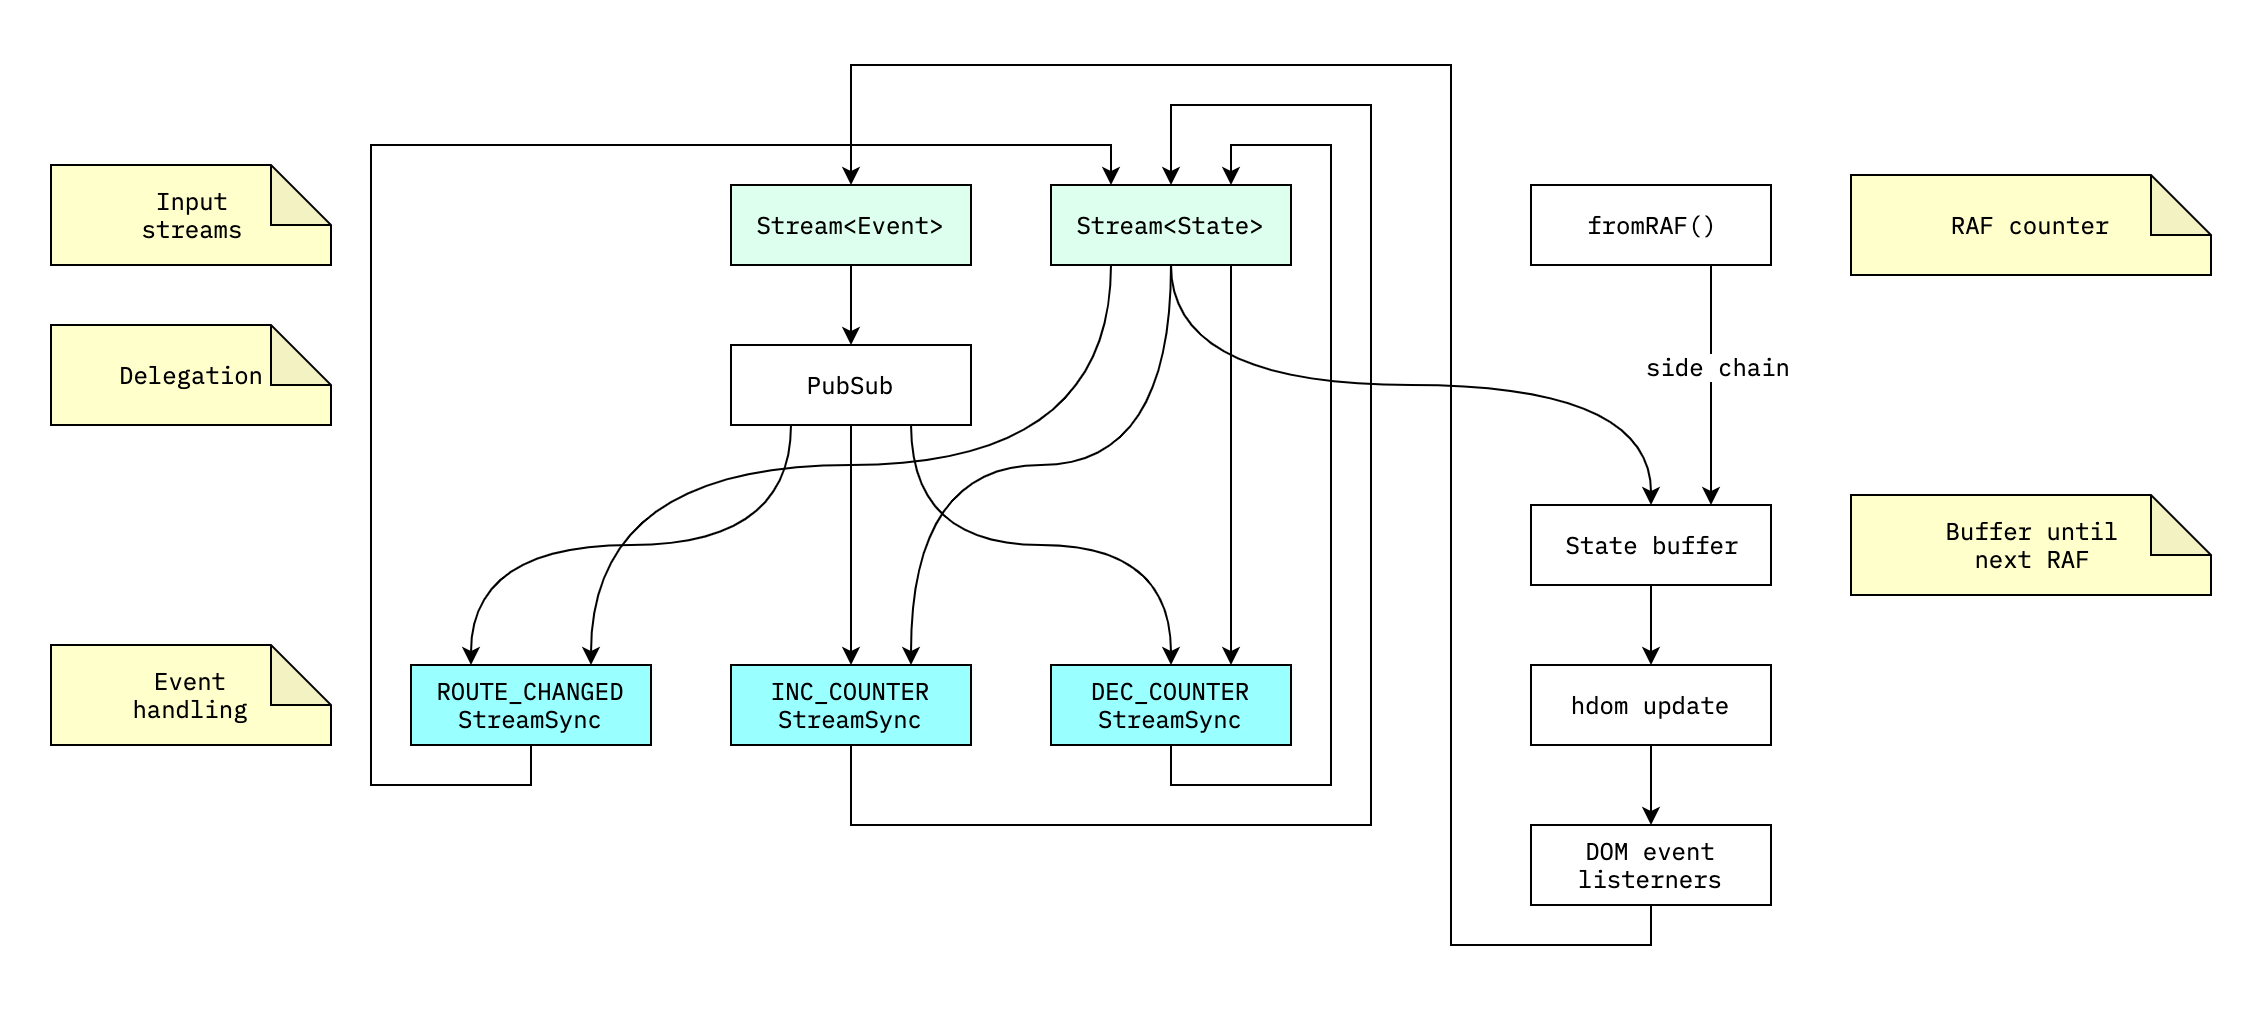 Input
streams
Stream<Event>
Stream<State>
fromRAF()
RAF counter
Delegation
PubSub
side chain
State buffer
Buffer until
next RAF
Event
handling
ROUTE_CHANGED
StreamSync
INC_COUNTER
StreamSync
DEC_COUNTER
StreamSync
hdom update
DOM event
listerners